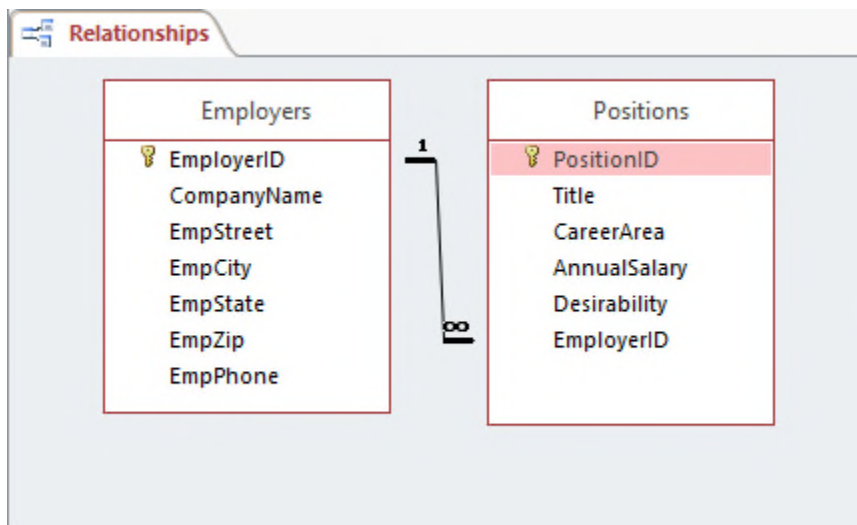 Relationships
Employers
EmployerID
CompanyName
EmpStreet
EmpCity
EmpState
EmpZip
EmpPhone
1
∞
Positions
PositionID
Title
CareerArea
AnnualSalary
Desirability
EmployerID